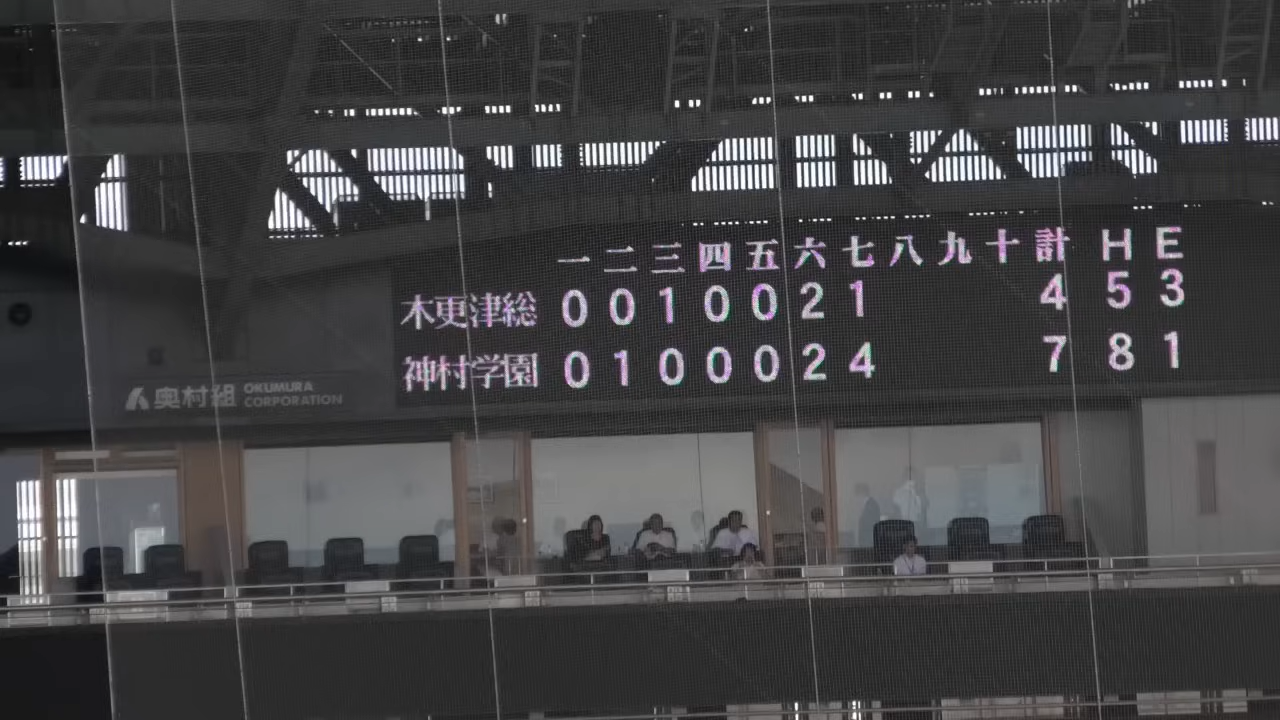 一 二 三 四 五 六 七 八 九 十 計 H E
木更津総 0 0 1 0 0 2 1 4 5 3
神村学園 0 1 0 0 0 2 4 7 8 1
奥村組 OKUMURA
CORPORATION